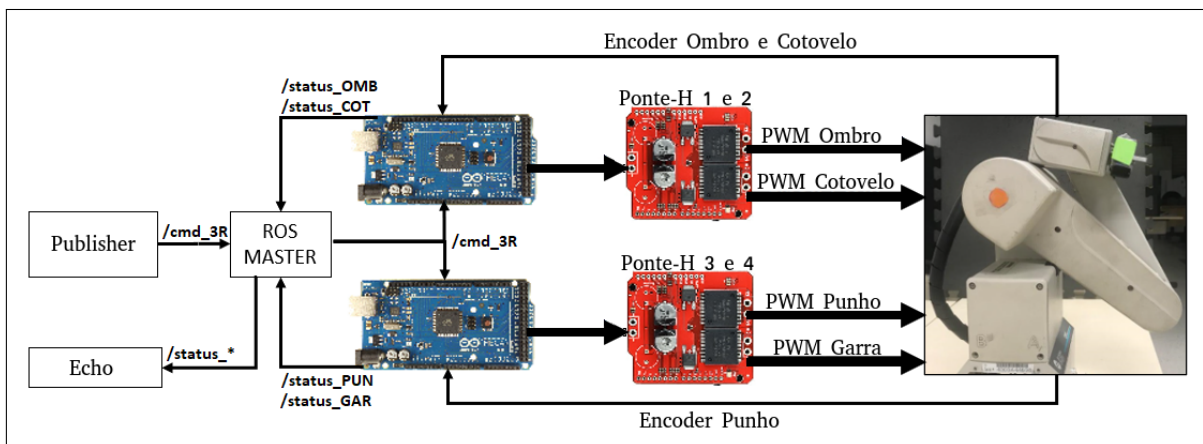 Encoder Ombro e Cotovelo
/status_OMB
/status_COT
Ponte-H 1 e 2
PWM Ombro
PWM Cotovelo
Publisher
/cmd_3R
ROS
MASTER
/cmd_3R
Ponte-H 3 e 4
PWM Punho
PWM Garra
Echo
/status_*
/status_PUN
/status_GAR
Encoder Punho